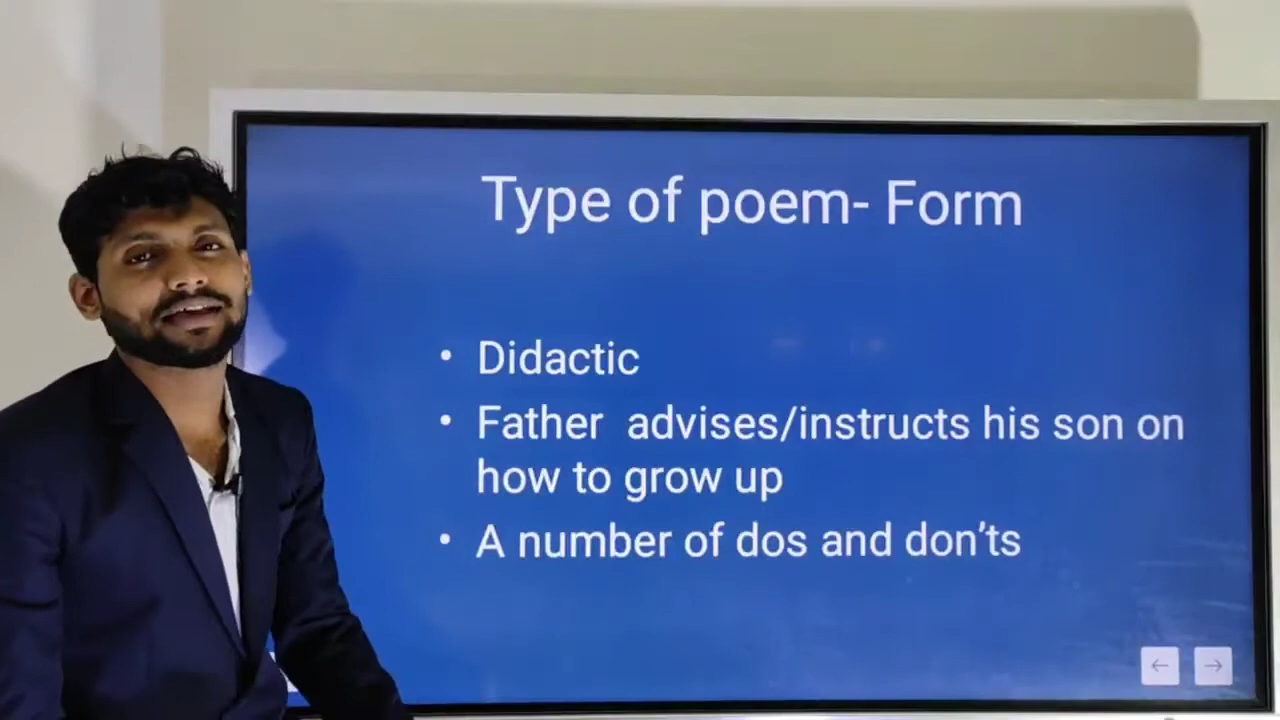 Type of poem- Form
• Didactic
• Father advises/instructs his son on
how to grow up
• A number of dos and don'ts